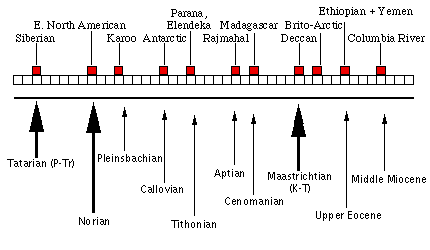 Parana,
Ethiopian + Yemen
E. North American
Elendeka
Madagascar
Brito-Arctic
Siberian
Karoo
Antarctic
Rajmahal
Deccan
Columbia River
Tatarian (P-Tr)
Pleinsbachian
Aptian
Maastrichtian
(K-T)
Middle Miocene
Callovian
Cenomanian
Norian
Tithonian
Upper Eocene